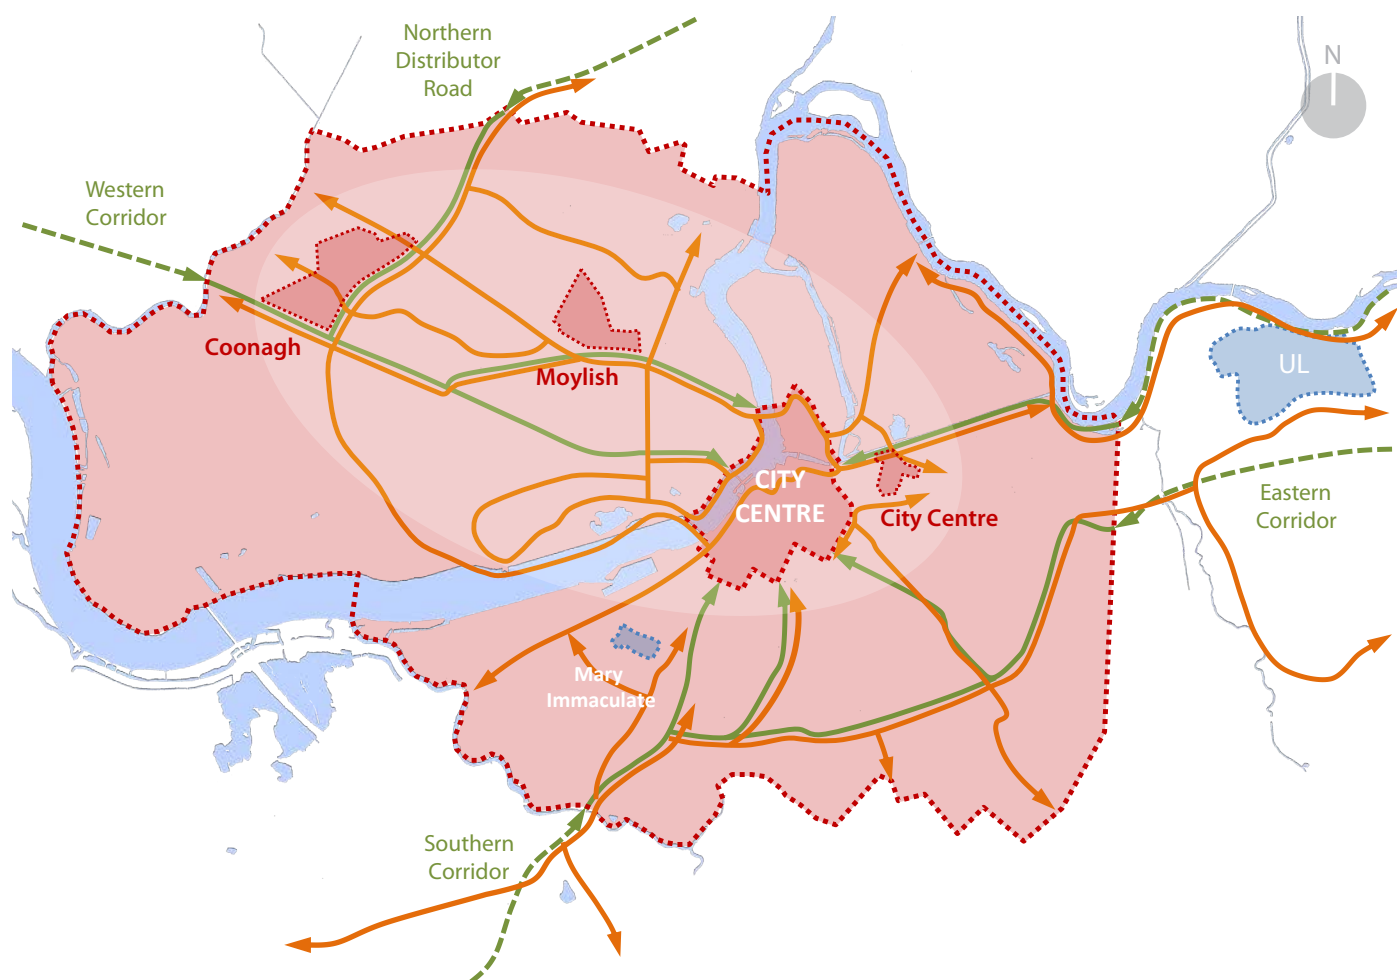 Northern
Distributor
Road
N
Western
Corridor
Coonagh
Moylish
UL
CITY
CENTRE
City Centre
Eastern
Corridor
Mary
Immaculate
Southern
Corridor